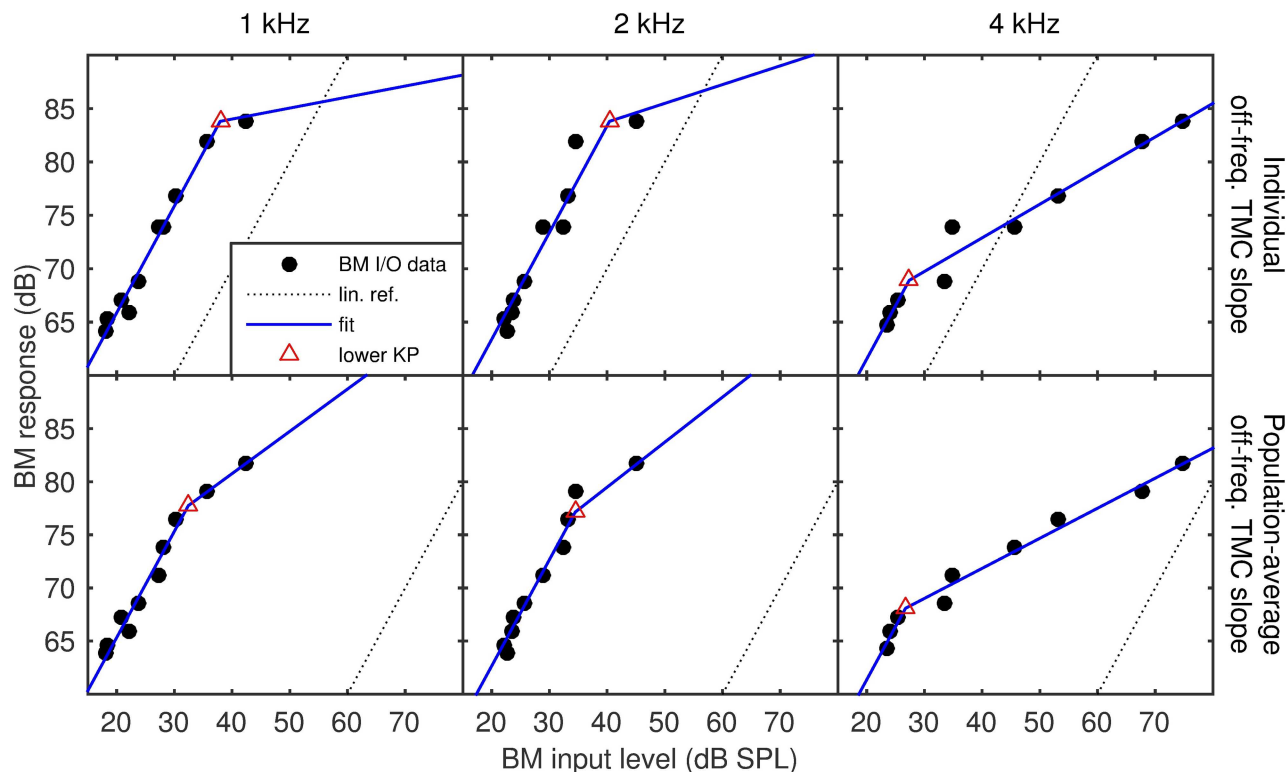 1 kHz 2 kHz 4 kHz
BM response (dB)
85
80
75
70
65
BM I/O data
lin. ref.
fit
lower KP
Individual
off-freq. TMC slope
BM response (dB)
85
80
75
70
65
Population-average
off-freq. TMC slope
20 30 40 50 60 70 20 30 40 50 60 70 20 30 40 50 60 70
BM input level (dB SPL)